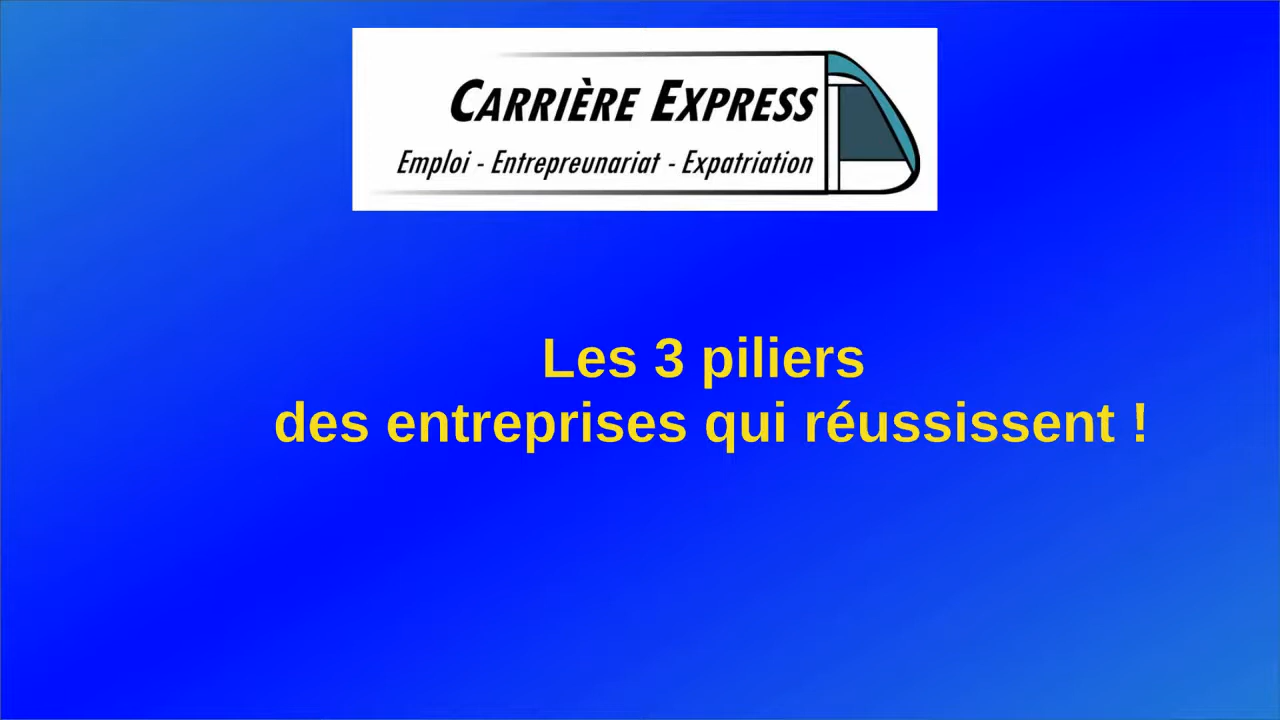 CARRIÈRE EXPRESS
Emploi - Entrepreunariat - Expatriation
Les 3 piliers
des entreprises qui réussissent !